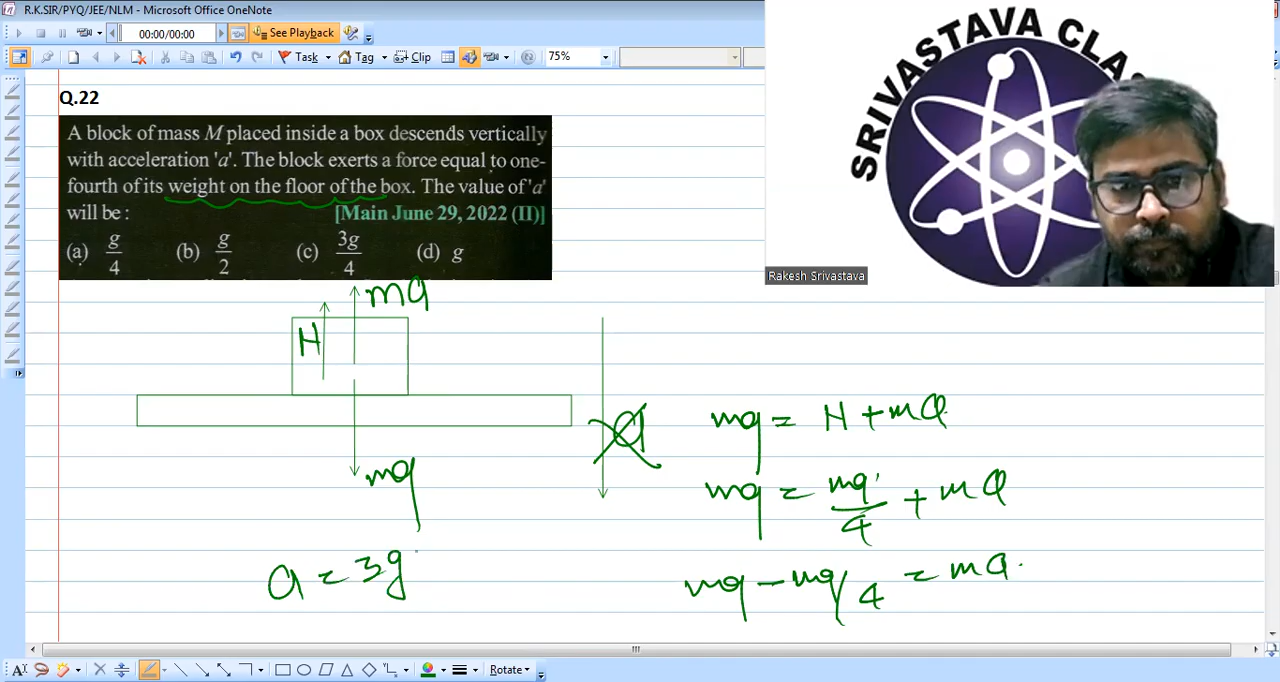 R.K.SIR/PYQ/JEE/NLM - Microsoft Office OneNote
00:00/00:00 See Playback
Task Tag Clip 75%
SRIVASTAVA CLA
Rakesh Srivastava
Q.22
A block of mass M placed inside a box descends vertically
with acceleration 'a'. The block exerts a force equal to one-
fourth of its weight on the floor of the box. The value of 'a'
will be : [Main June 29, 2022 (II)]
(a) g/4 (b) g/2 (c) 3g/4 (d) g
ma
N
mg
a
a = 3g
mg = N + ma
mg = mg/4 + ma
mg - mg/4 = ma
Rotate